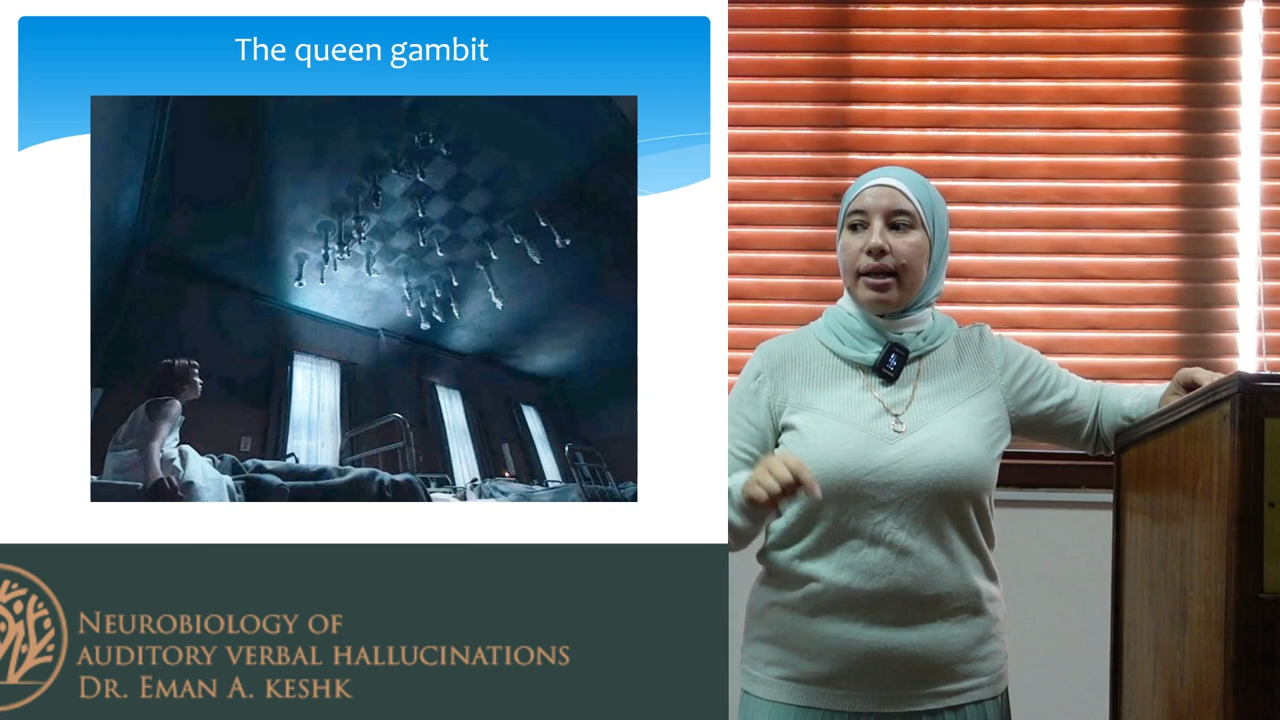 The queen gambit
NEUROBIOLOGY OF
AUDITORY VERBAL HALLUCINATIONS
DR. EMAN A. KESHK